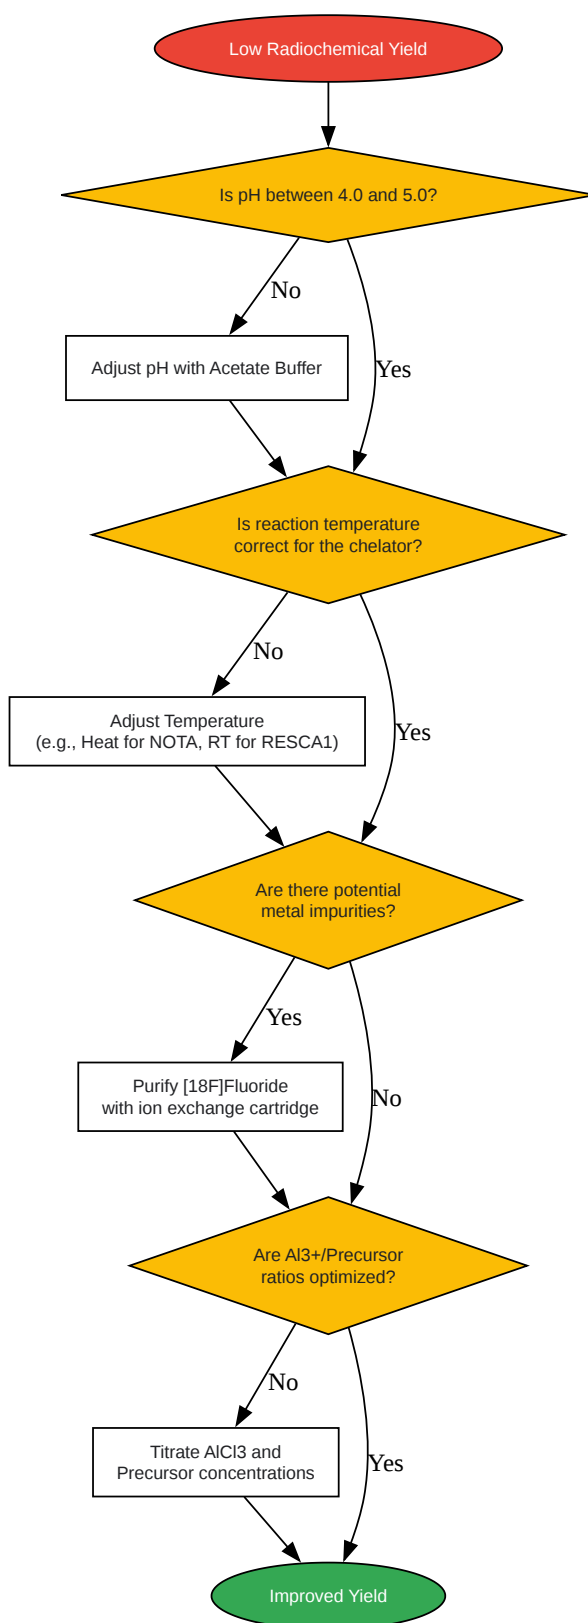 Low Radiochemical Yield
Is pH between 4.0 and 5.0?
No
Adjust pH with Acetate Buffer
Yes
Is reaction temperature
correct for the chelator?
No
Adjust Temperature
(e.g., Heat for NOTA, RT for RESCA1)
Yes
Are there potential
metal impurities?
Yes
Purify [18F]Fluoride
with ion exchange cartridge
No
Are Al3+/Precursor
ratios optimized?
No
Titrate AlCl3 and
Precursor concentrations
Yes
Improved Yield